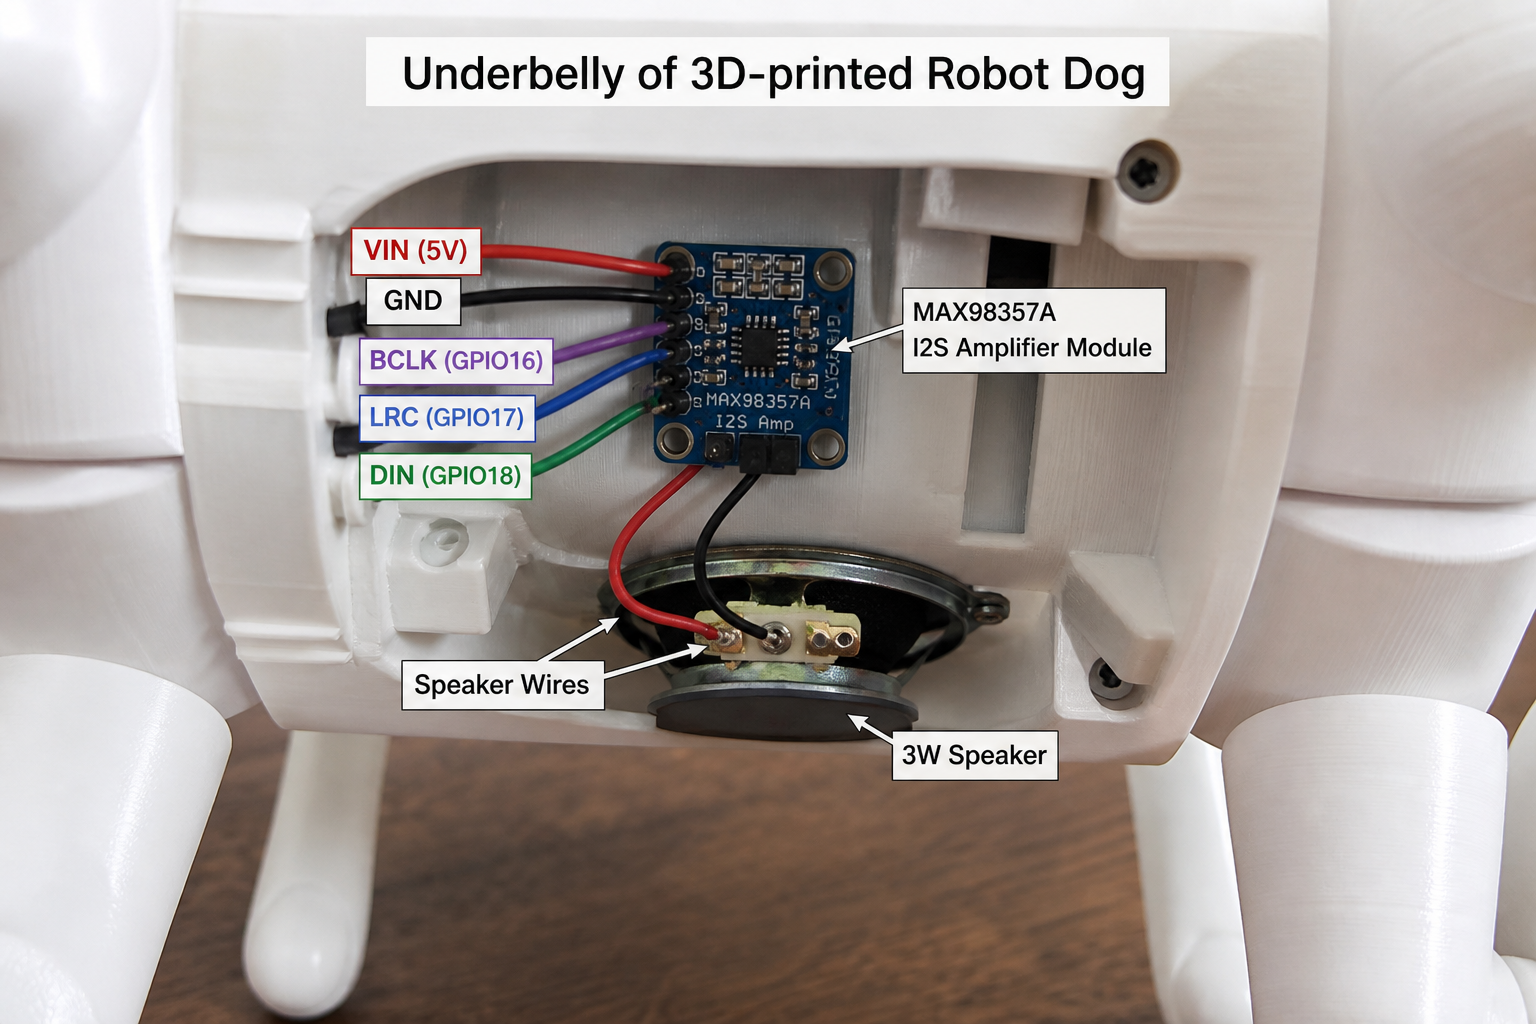 Underbelly of 3D-printed Robot Dog
VIN (5V)
GND
BCLK (GPIO16)
LRC (GPIO17)
DIN (GPIO18)
MAX98357A
I2S Amplifier Module
MAX98357A
I2S Amp
Speaker Wires
3W Speaker